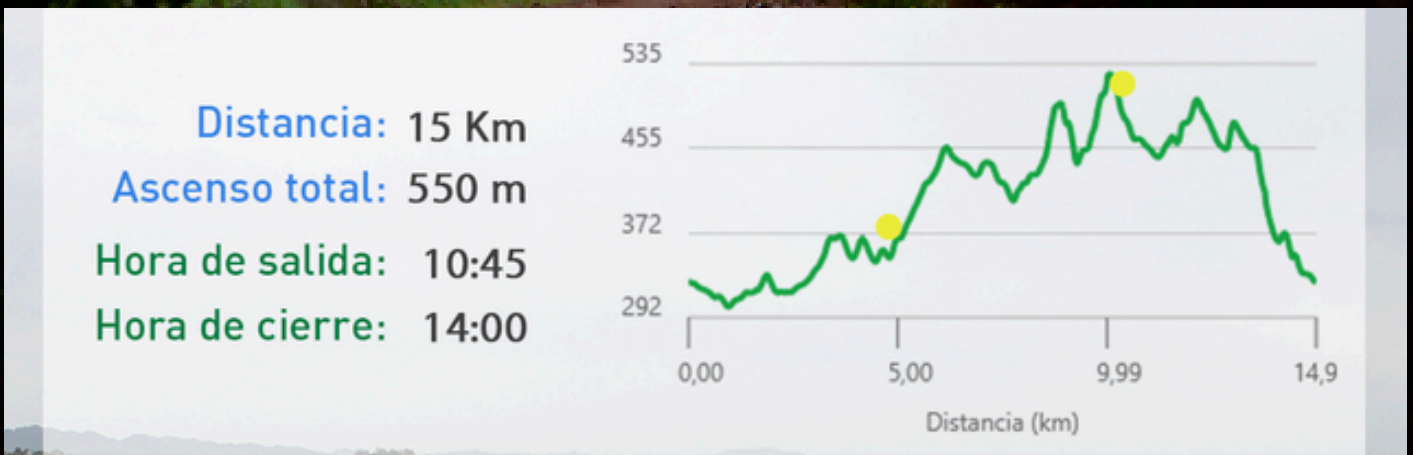 Distancia: 15 Km
Ascenso total: 550 m
Hora de salida: 10:45
Hora de cierre: 14:00
535
455
372
292
0,00 5,00 9,99 14,9
Distancia (km)